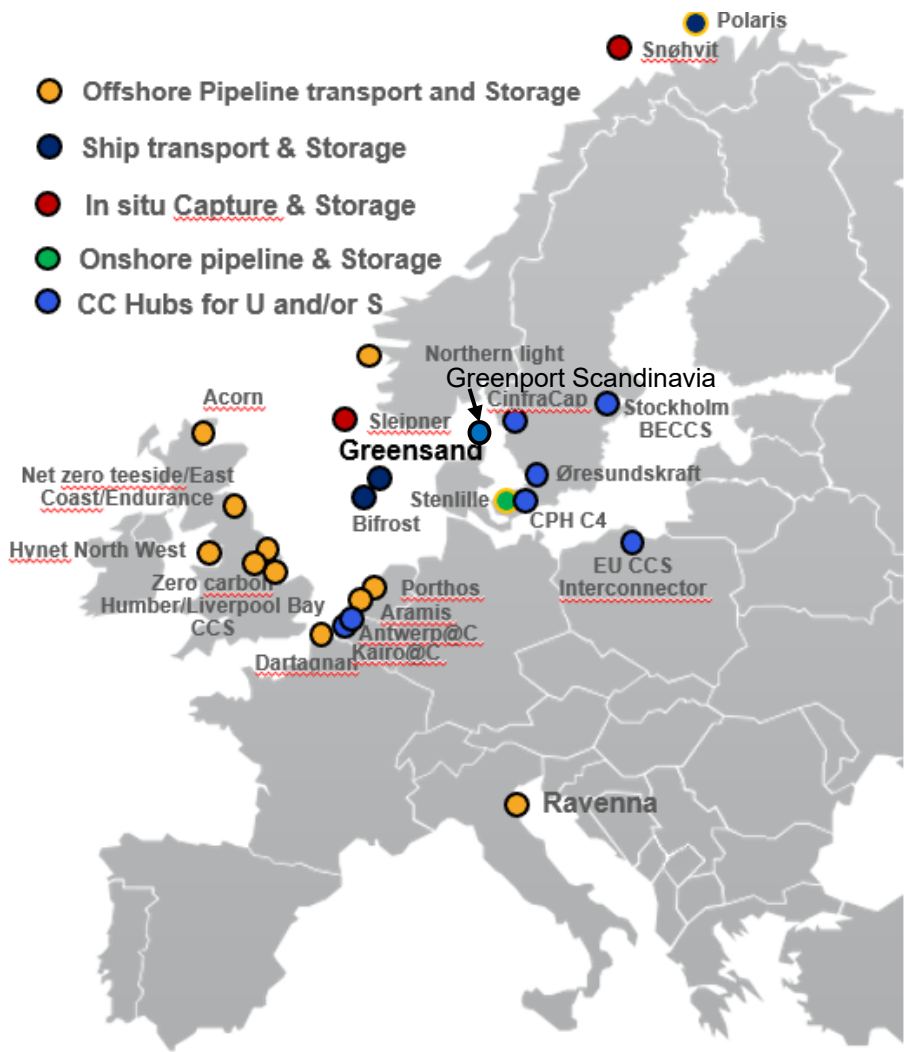 Polaris
Snøhvit
Offshore Pipeline transport and Storage
Ship transport & Storage
In situ Capture & Storage
Onshore pipeline & Storage
CC Hubs for U and/or S
Northern light
Greenport Scandinavia
Acorn
CinfraCap
Stockholm
BECCS
Sleipner
Greensand
Net zero teeside/East
Coast/Endurance
Øresundskraft
Stenlille
Bifrost
CPH C4
Hynet North West
EU CCS
Interconnector
Zero carbon
Humber/Liverpool Bay
CCS
Porthos
Aramis
Antwerp@C
Kairo@C
Dartagnan
Ravenna